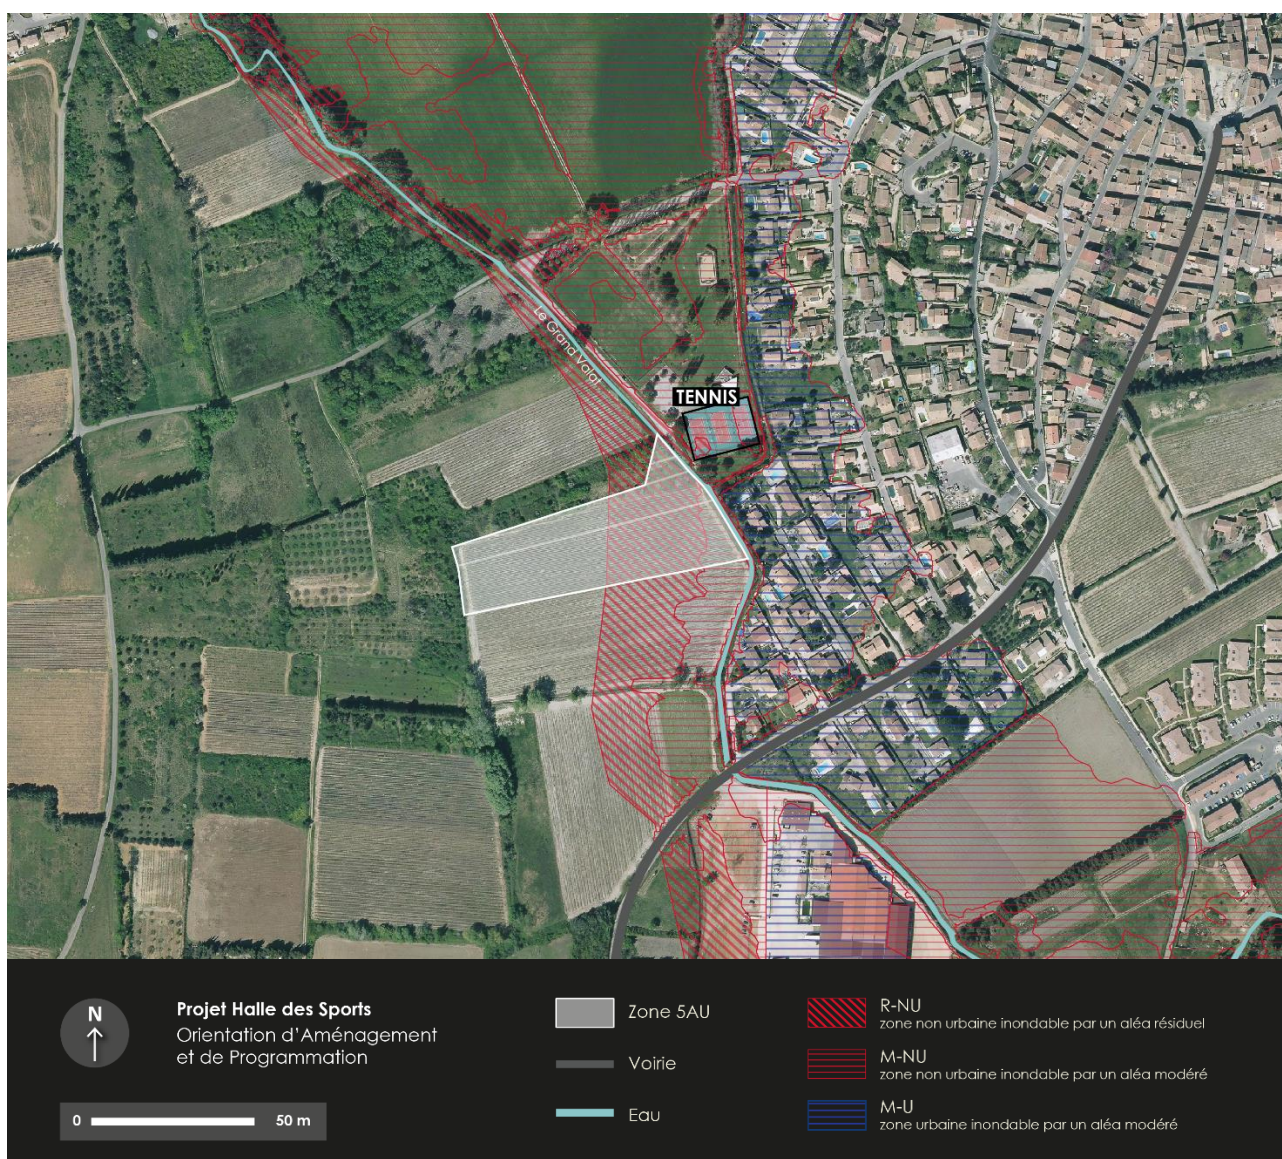 Le Grand Valat
TENNIS
N
Projet Halle des Sports
Orientation d'Aménagement
et de Programmation
0 50 m
Zone 5AU
Voirie
Eau
R-NU
zone non urbaine inondable par un aléa résiduel
M-NU
zone non urbaine inondable par un aléa modéré
M-U
zone urbaine inondable par un aléa modéré